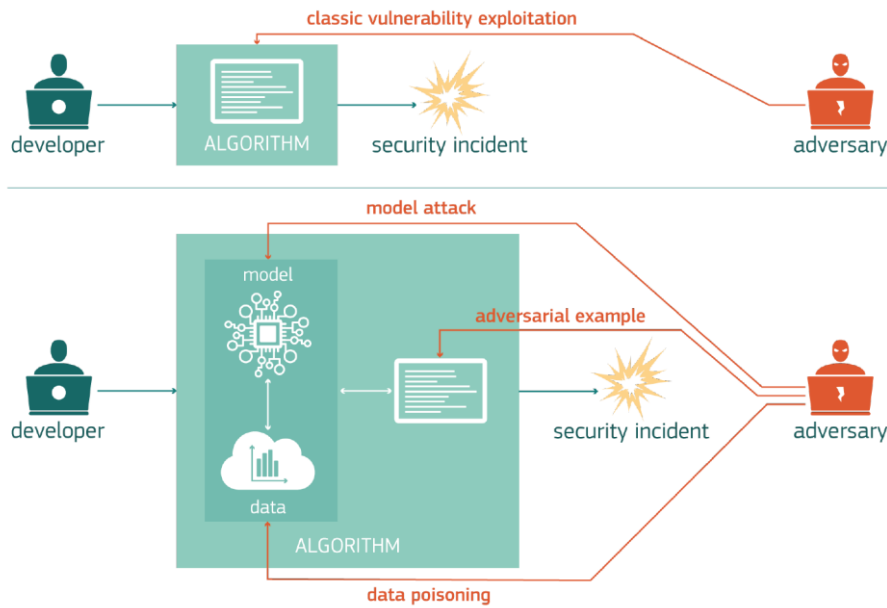 classic vulnerability exploitation
developer
ALGORITHM
security incident
adversary
model attack
model
adversarial example
developer
security incident
adversary
data
ALGORITHM
data poisoning